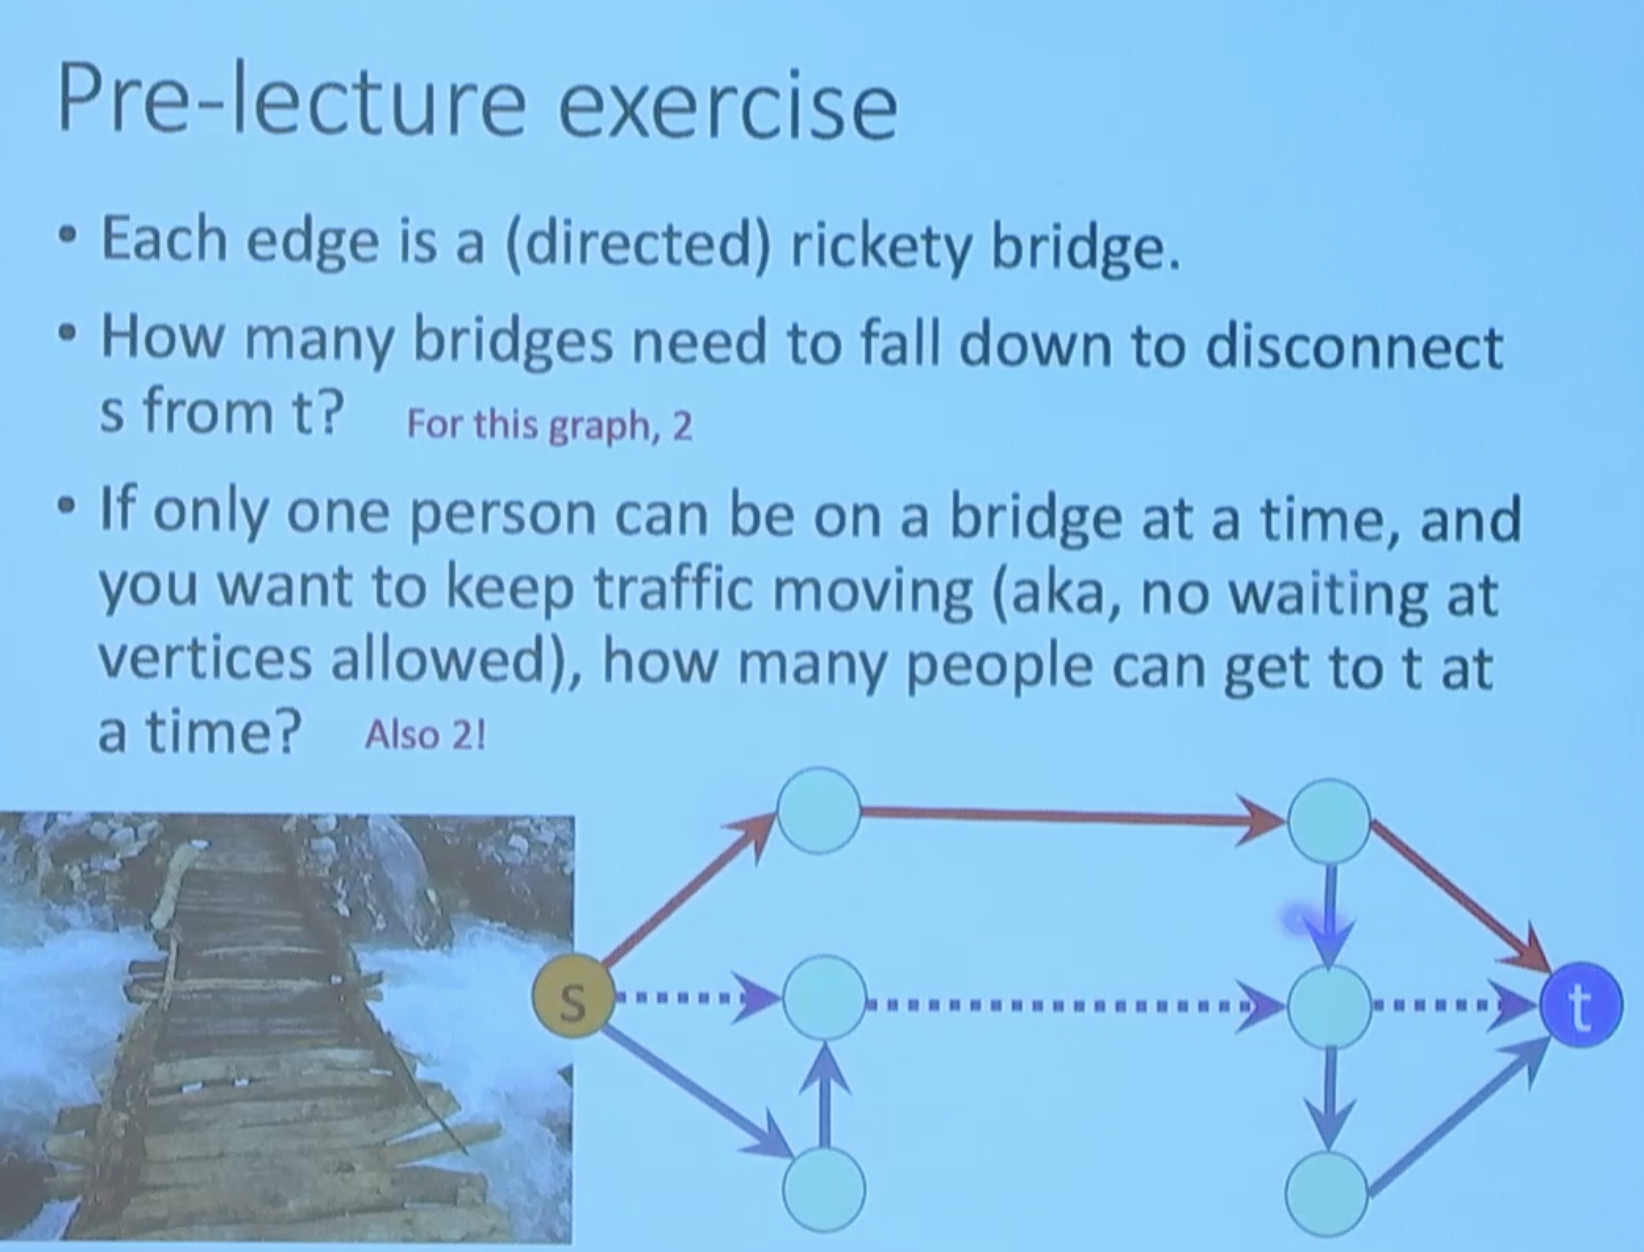 Pre-lecture exercise
• Each edge is a (directed) rickety bridge.
• How many bridges need to fall down to disconnect
s from t? For this graph, 2
• If only one person can be on a bridge at a time, and
you want to keep traffic moving (aka, no waiting at
vertices allowed), how many people can get to t at
a time? Also 2!
s
t